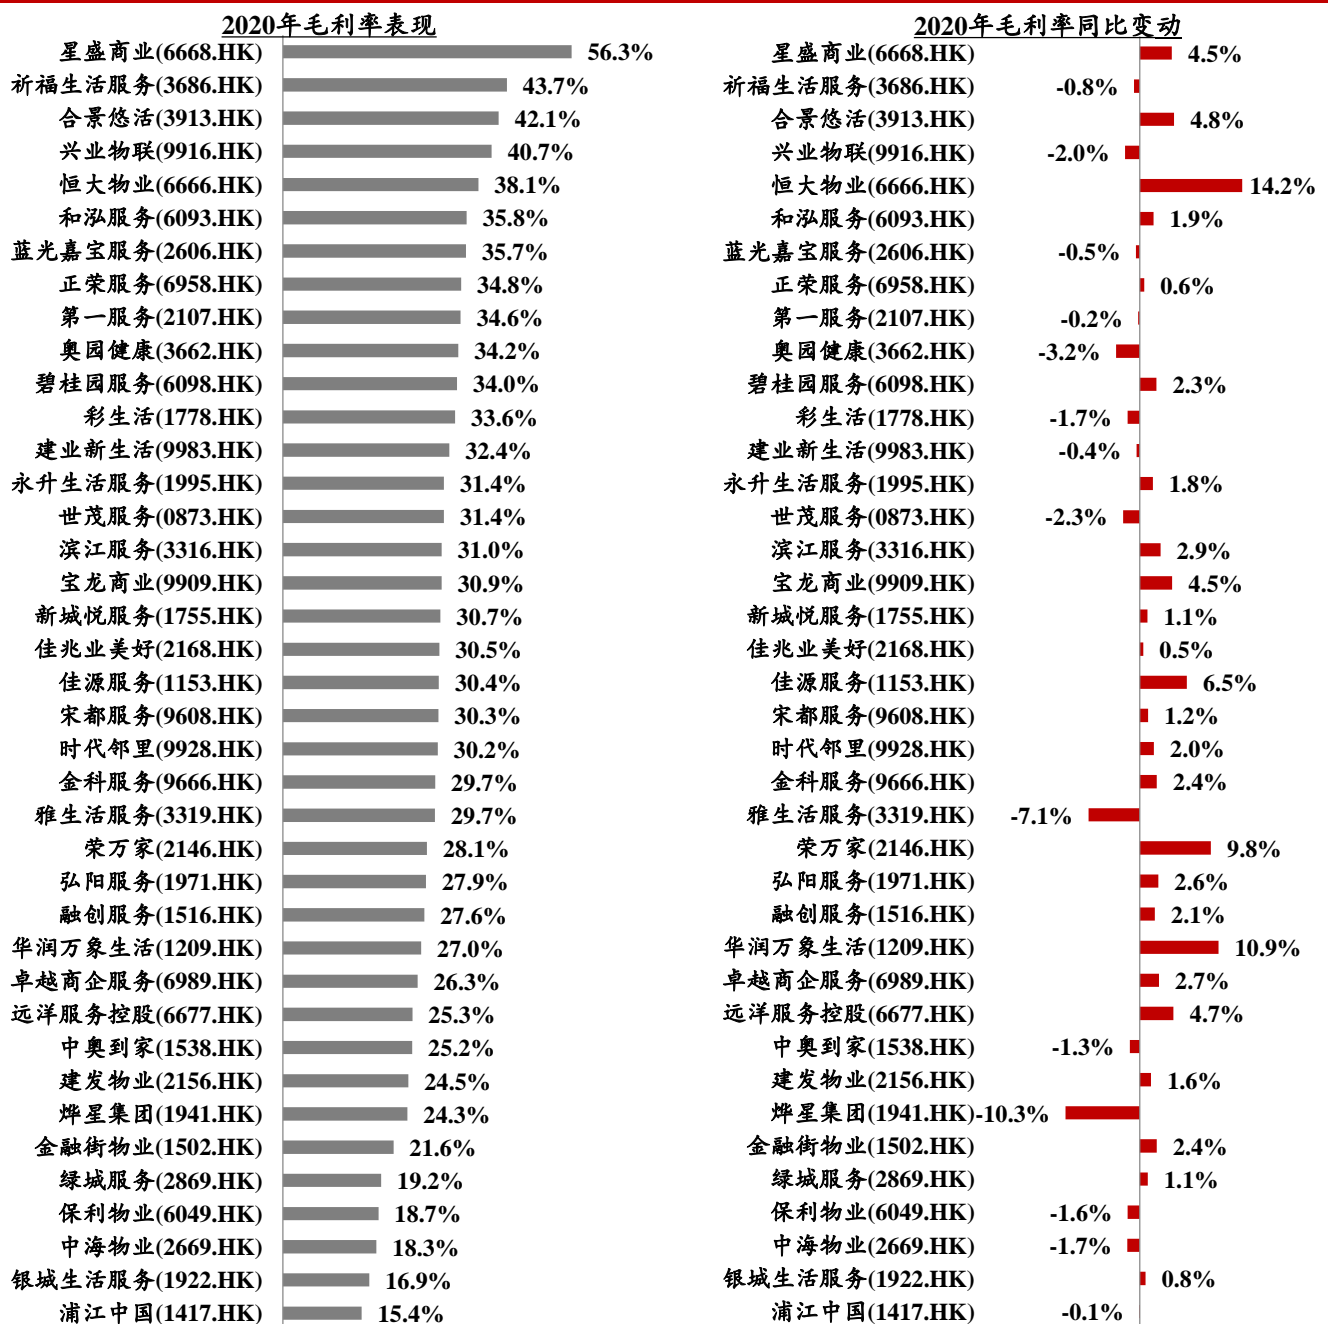 2020年毛利率表现
星盛商业(6668.HK) 56.3%
祈福生活服务(3686.HK) 43.7%
合景悠活(3913.HK) 42.1%
兴业物联(9916.HK) 40.7%
恒大物业(6666.HK) 38.1%
和泓服务(6093.HK) 35.8%
蓝光嘉宝服务(2606.HK) 35.7%
正荣服务(6958.HK) 34.8%
第一服务(2107.HK) 34.6%
奥园健康(3662.HK) 34.2%
碧桂园服务(6098.HK) 34.0%
彩生活(1778.HK) 33.6%
建业新生活(9983.HK) 32.4%
永升生活服务(1995.HK) 31.4%
世茂服务(0873.HK) 31.4%
滨江服务(3316.HK) 31.0%
宝龙商业(9909.HK) 30.9%
新城悦服务(1755.HK) 30.7%
佳兆业美好(2168.HK) 30.5%
佳源服务(1153.HK) 30.4%
宋都服务(9608.HK) 30.3%
时代邻里(9928.HK) 30.2%
金科服务(9666.HK) 29.7%
雅生活服务(3319.HK) 29.7%
荣万家(2146.HK) 28.1%
弘阳服务(1971.HK) 27.9%
融创服务(1516.HK) 27.6%
华润万象生活(1209.HK) 27.0%
卓越商企服务(6989.HK) 26.3%
远洋服务控股(6677.HK) 25.3%
中奥到家(1538.HK) 25.2%
建发物业(2156.HK) 24.5%
烨星集团(1941.HK) 24.3%
金融街物业(1502.HK) 21.6%
绿城服务(2869.HK) 19.2%
保利物业(6049.HK) 18.7%
中海物业(2669.HK) 18.3%
银城生活服务(1922.HK) 16.9%
浦江中国(1417.HK) 15.4%
2020年毛利率同比变动
星盛商业(6668.HK) 4.5%
祈福生活服务(3686.HK) -0.8%
合景悠活(3913.HK) 4.8%
兴业物联(9916.HK) -2.0%
恒大物业(6666.HK) 14.2%
和泓服务(6093.HK) 1.9%
蓝光嘉宝服务(2606.HK) -0.5%
正荣服务(6958.HK) 0.6%
第一服务(2107.HK) -0.2%
奥园健康(3662.HK) -3.2%
碧桂园服务(6098.HK) 2.3%
彩生活(1778.HK) -1.7%
建业新生活(9983.HK) -0.4%
永升生活服务(1995.HK) 1.8%
世茂服务(0873.HK) -2.3%
滨江服务(3316.HK) 2.9%
宝龙商业(9909.HK) 4.5%
新城悦服务(1755.HK) 1.1%
佳兆业美好(2168.HK) 0.5%
佳源服务(1153.HK) 6.5%
宋都服务(9608.HK) 1.2%
时代邻里(9928.HK) 2.0%
金科服务(9666.HK) 2.4%
雅生活服务(3319.HK) -7.1%
荣万家(2146.HK) 9.8%
弘阳服务(1971.HK) 2.6%
融创服务(1516.HK) 2.1%
华润万象生活(1209.HK) 10.9%
卓越商企服务(6989.HK) 2.7%
远洋服务控股(6677.HK) 4.7%
中奥到家(1538.HK) -1.3%
建发物业(2156.HK) 1.6%
烨星集团(1941.HK) -10.3%
金融街物业(1502.HK) 2.4%
绿城服务(2869.HK) 1.1%
保利物业(6049.HK) -1.6%
中海物业(2669.HK) -1.7%
银城生活服务(1922.HK) 0.8%
浦江中国(1417.HK) -0.1%